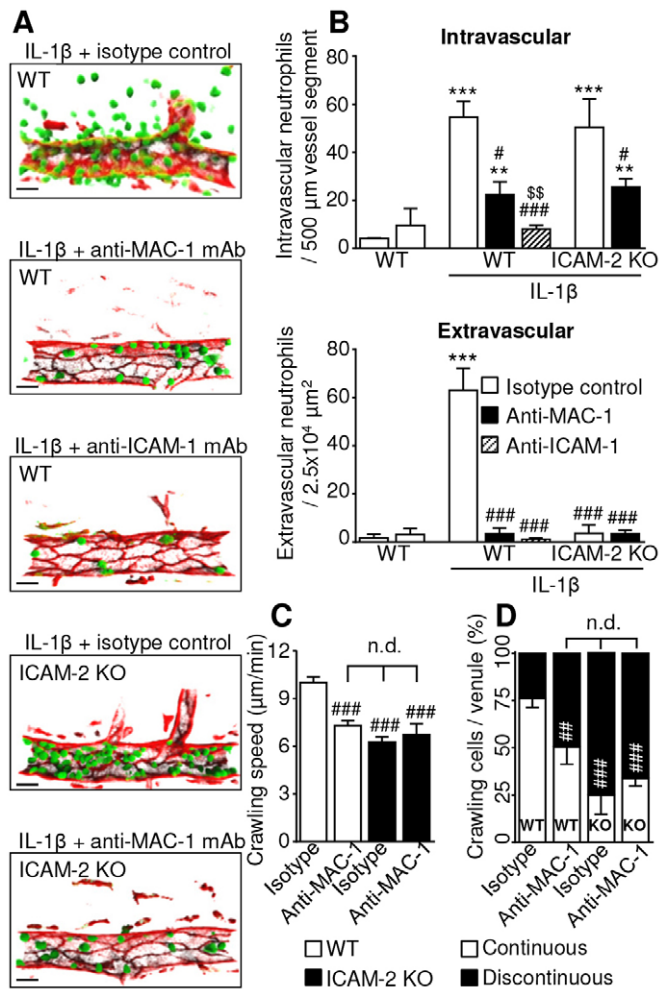 A
IL-1β + isotype control
WT
IL-1β + anti-MAC-1 mAb
WT
IL-1β + anti-ICAM-1 mAb
WT
IL-1β + isotype control
ICAM-2 KO
IL-1β + anti-MAC-1 mAb
ICAM-2 KO
B
Intravascular
Intravascular neutrophils
/ 500 µm vessel segment
80
60
40
20
0
*** ***
# #
** **
$$
###
WT WT ICAM-2 KO
IL-1β
Extravascular
Extravascular neutrophils
/ 2.5x10⁴ µm²
80
60
40
20
0
***
Isotype control
Anti-MAC-1
Anti-ICAM-1
### ### ### ###
WT WT ICAM-2 KO
IL-1β
C
Crawling speed (µm/min)
12
9
6
3
0
n.d.
### ### ###
Isotype Anti-MAC-1 Isotype Anti-MAC-1
WT
ICAM-2 KO
D
Crawling cells / venule (%)
100
75
50
25
0
n.d.
## ### ###
WT WT KO KO
Isotype Anti-MAC-1 Isotype Anti-MAC-1
Continuous
Discontinuous